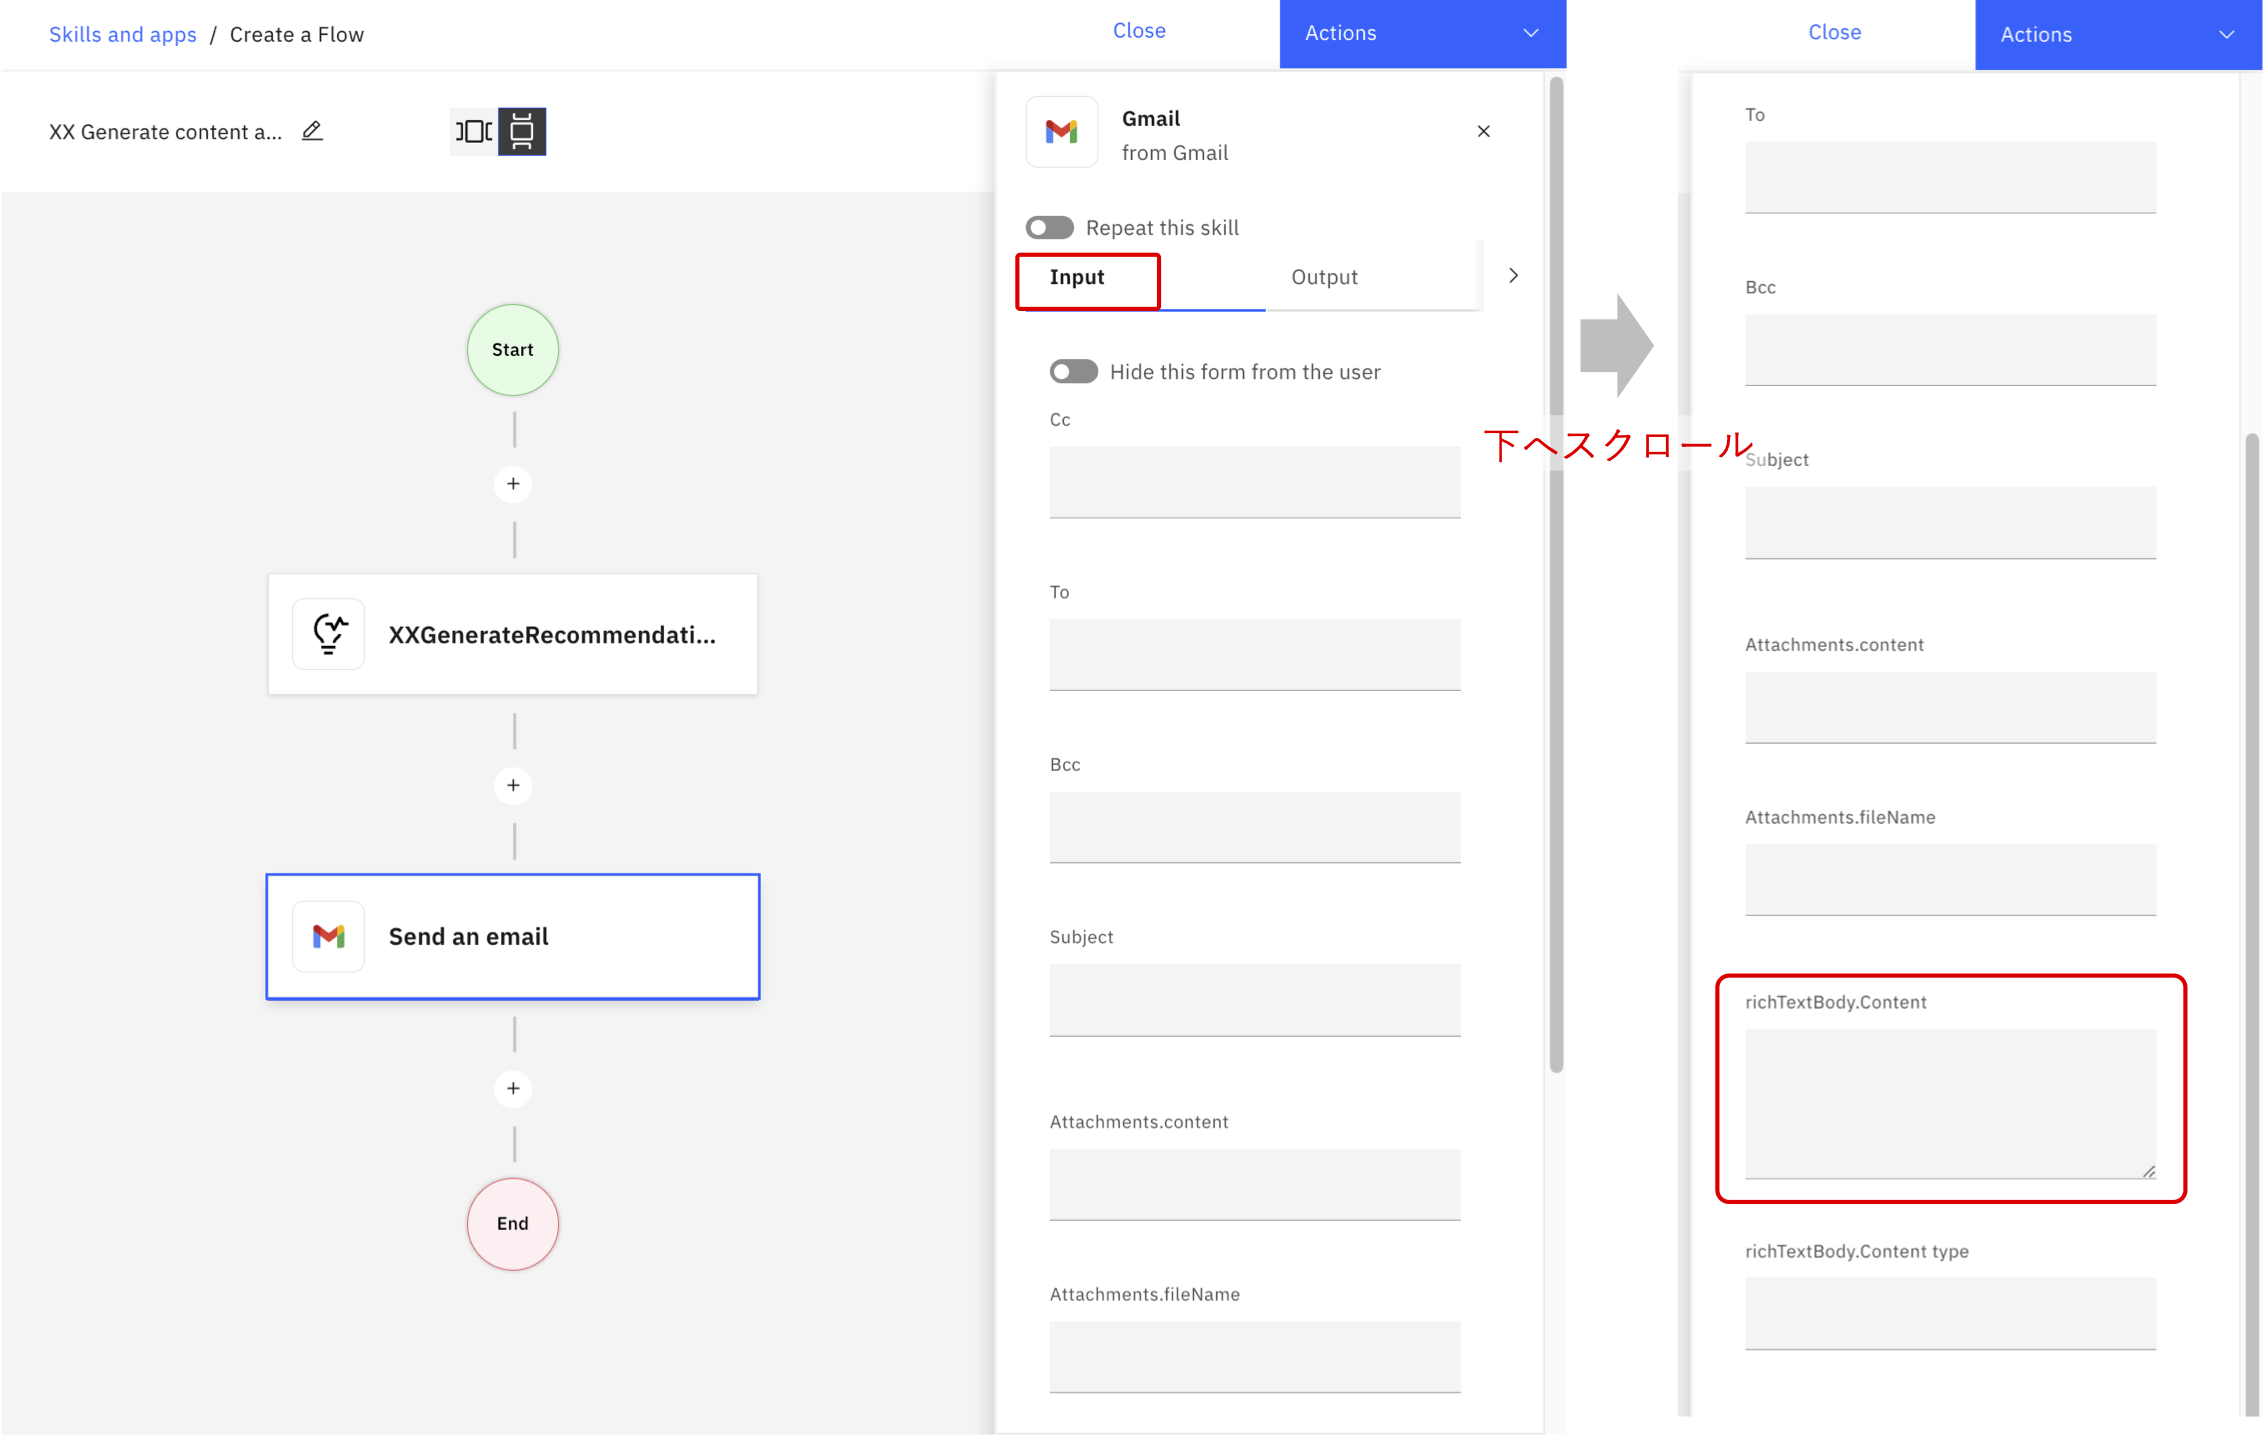 Skills and apps / Create a Flow
Close
Actions
XX Generate content a...
Start
+
XXGenerateRecommendati...
+
Send an email
+
End
Gmail
from Gmail
Repeat this skill
Input
Output
Hide this form from the user
Cc
To
Bcc
Subject
Attachments.content
Attachments.fileName
下へスクロール
Close
Actions
To
Bcc
Subject
Attachments.content
Attachments.fileName
richTextBody.Content
richTextBody.Content type